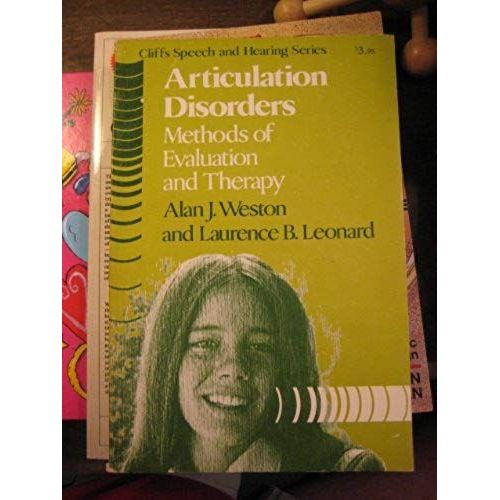 Cliffs Speech and Hearing Series $3.95
Articulation
Disorders
Methods of
Evaluation
and Therapy
Alan J. Weston
and Laurence B. Leonard